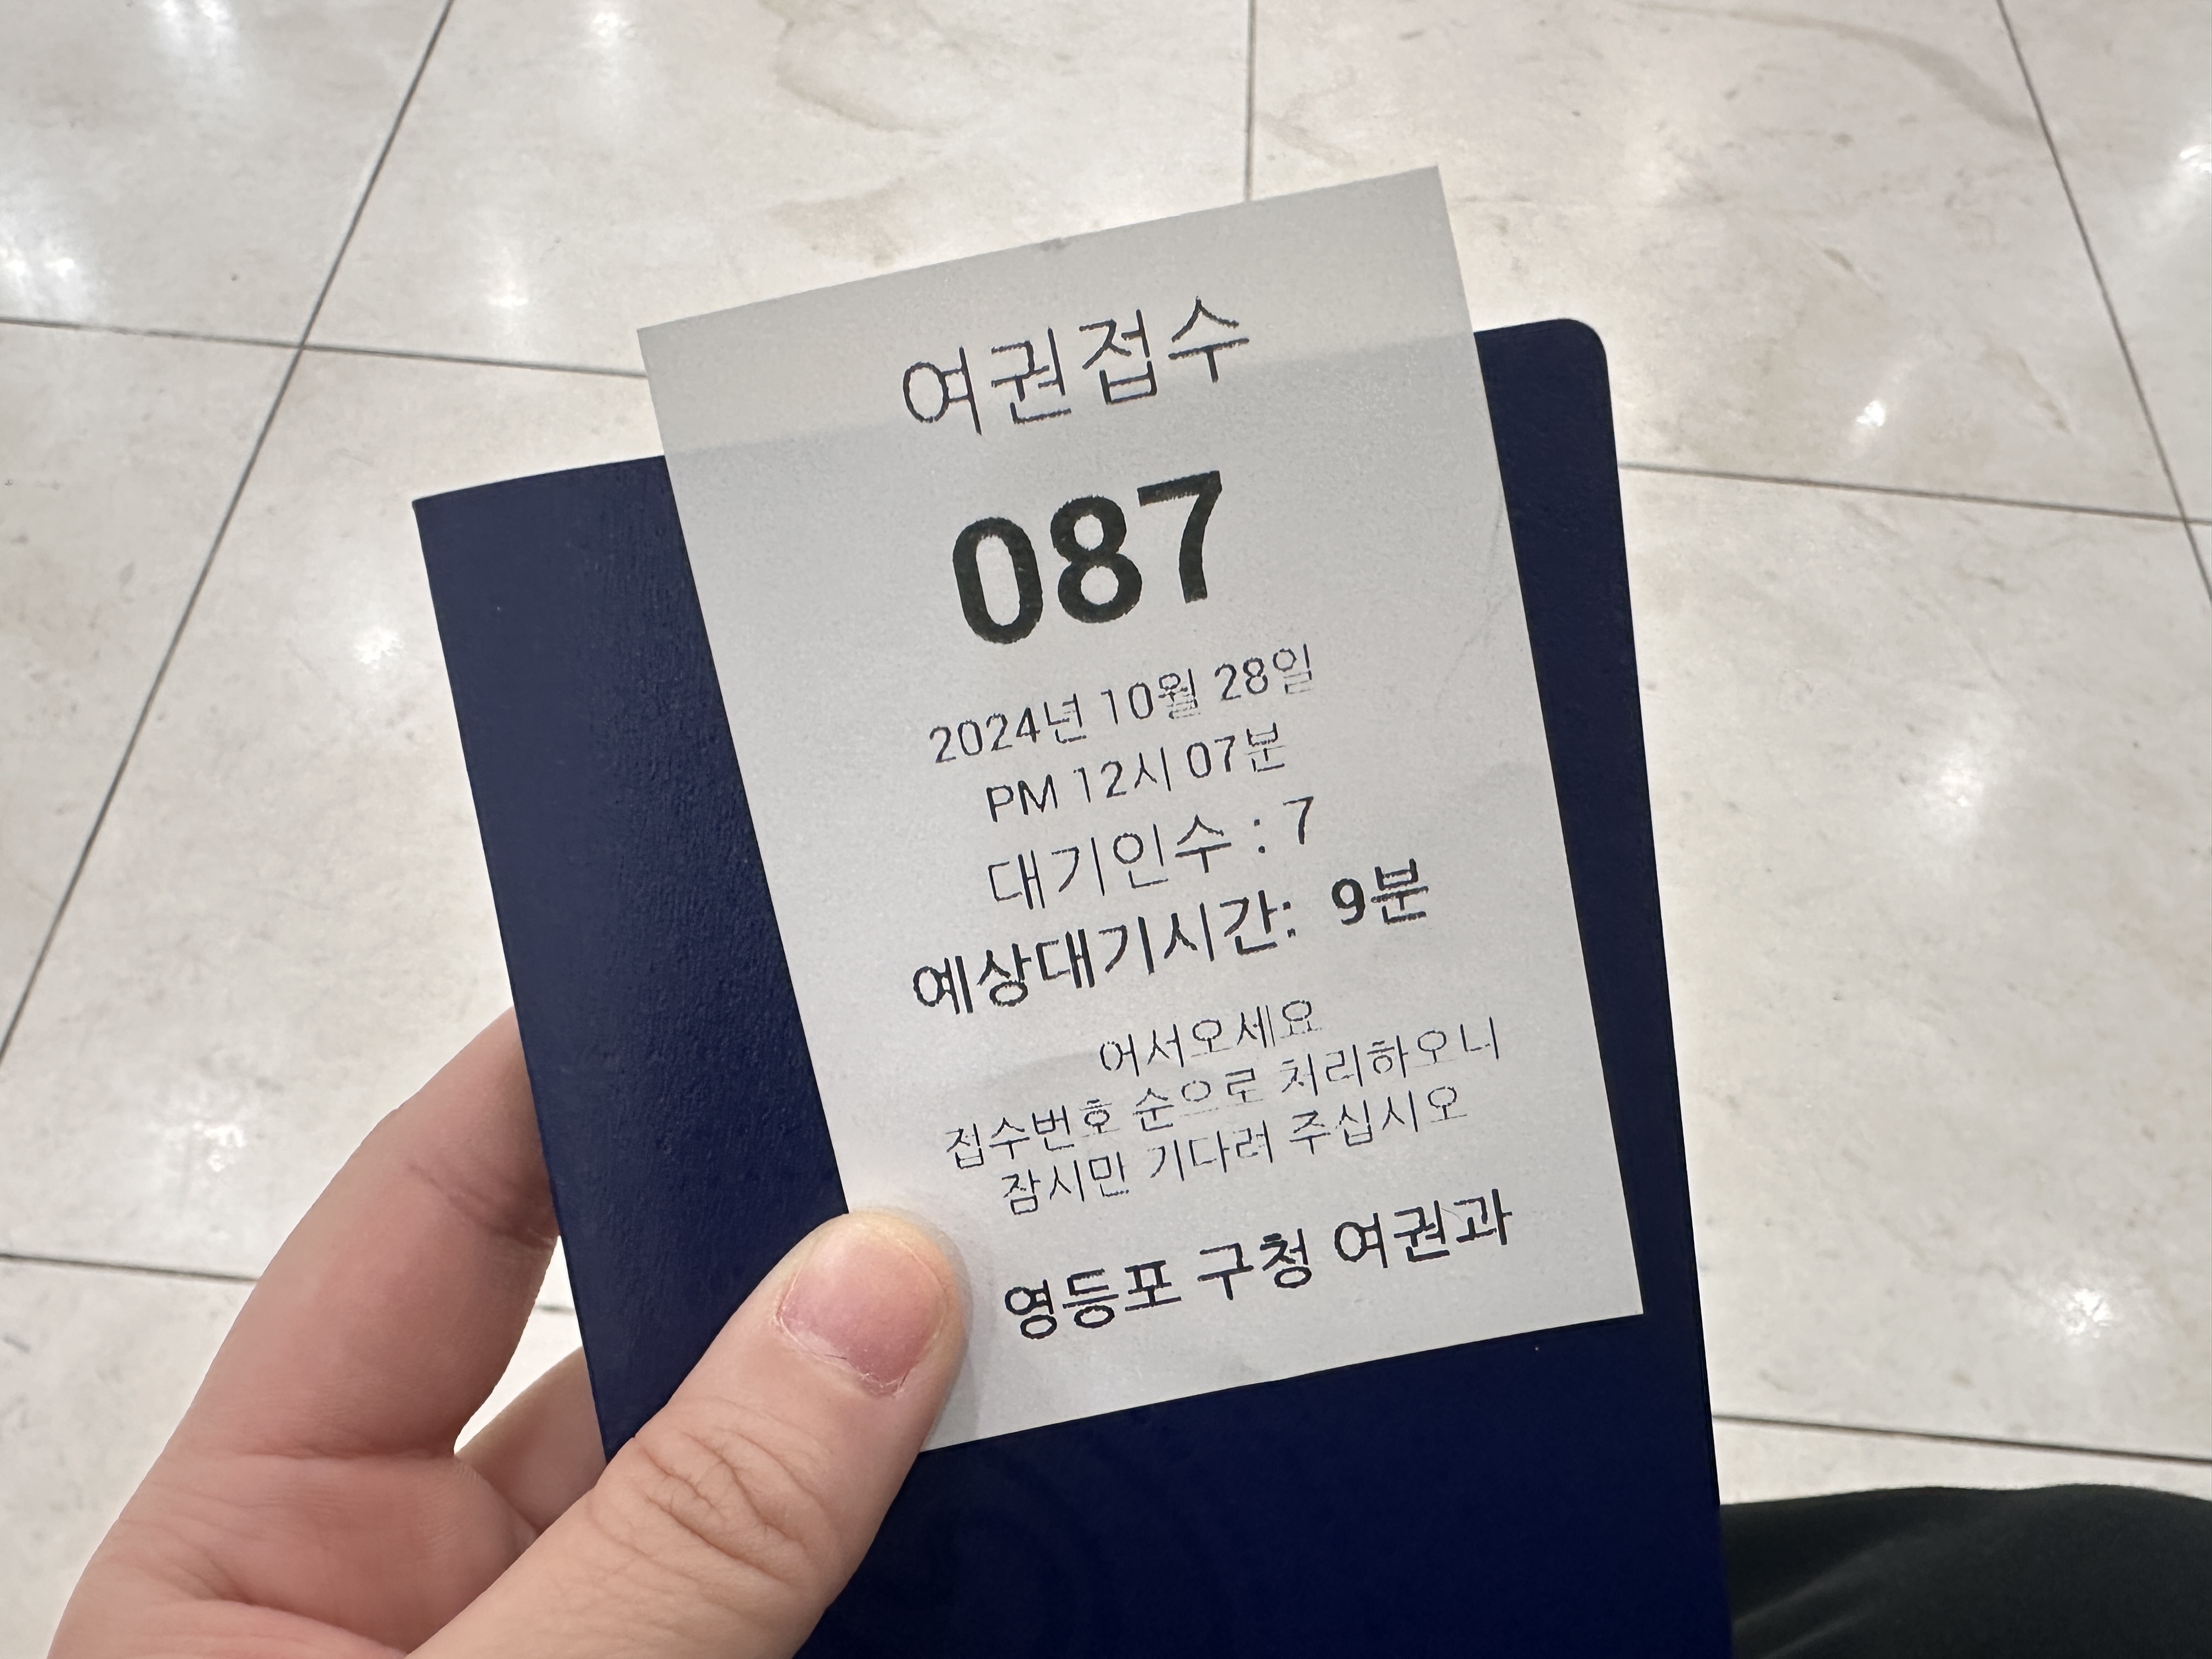 여권접수
087
2024년 10월 28일
PM 12시 07분
대기인수 : 7
예상대기시간: 9분
어서오세요
접수번호 순으로 처리하오니
잠시만 기다려 주십시오
영등포 구청 여권과